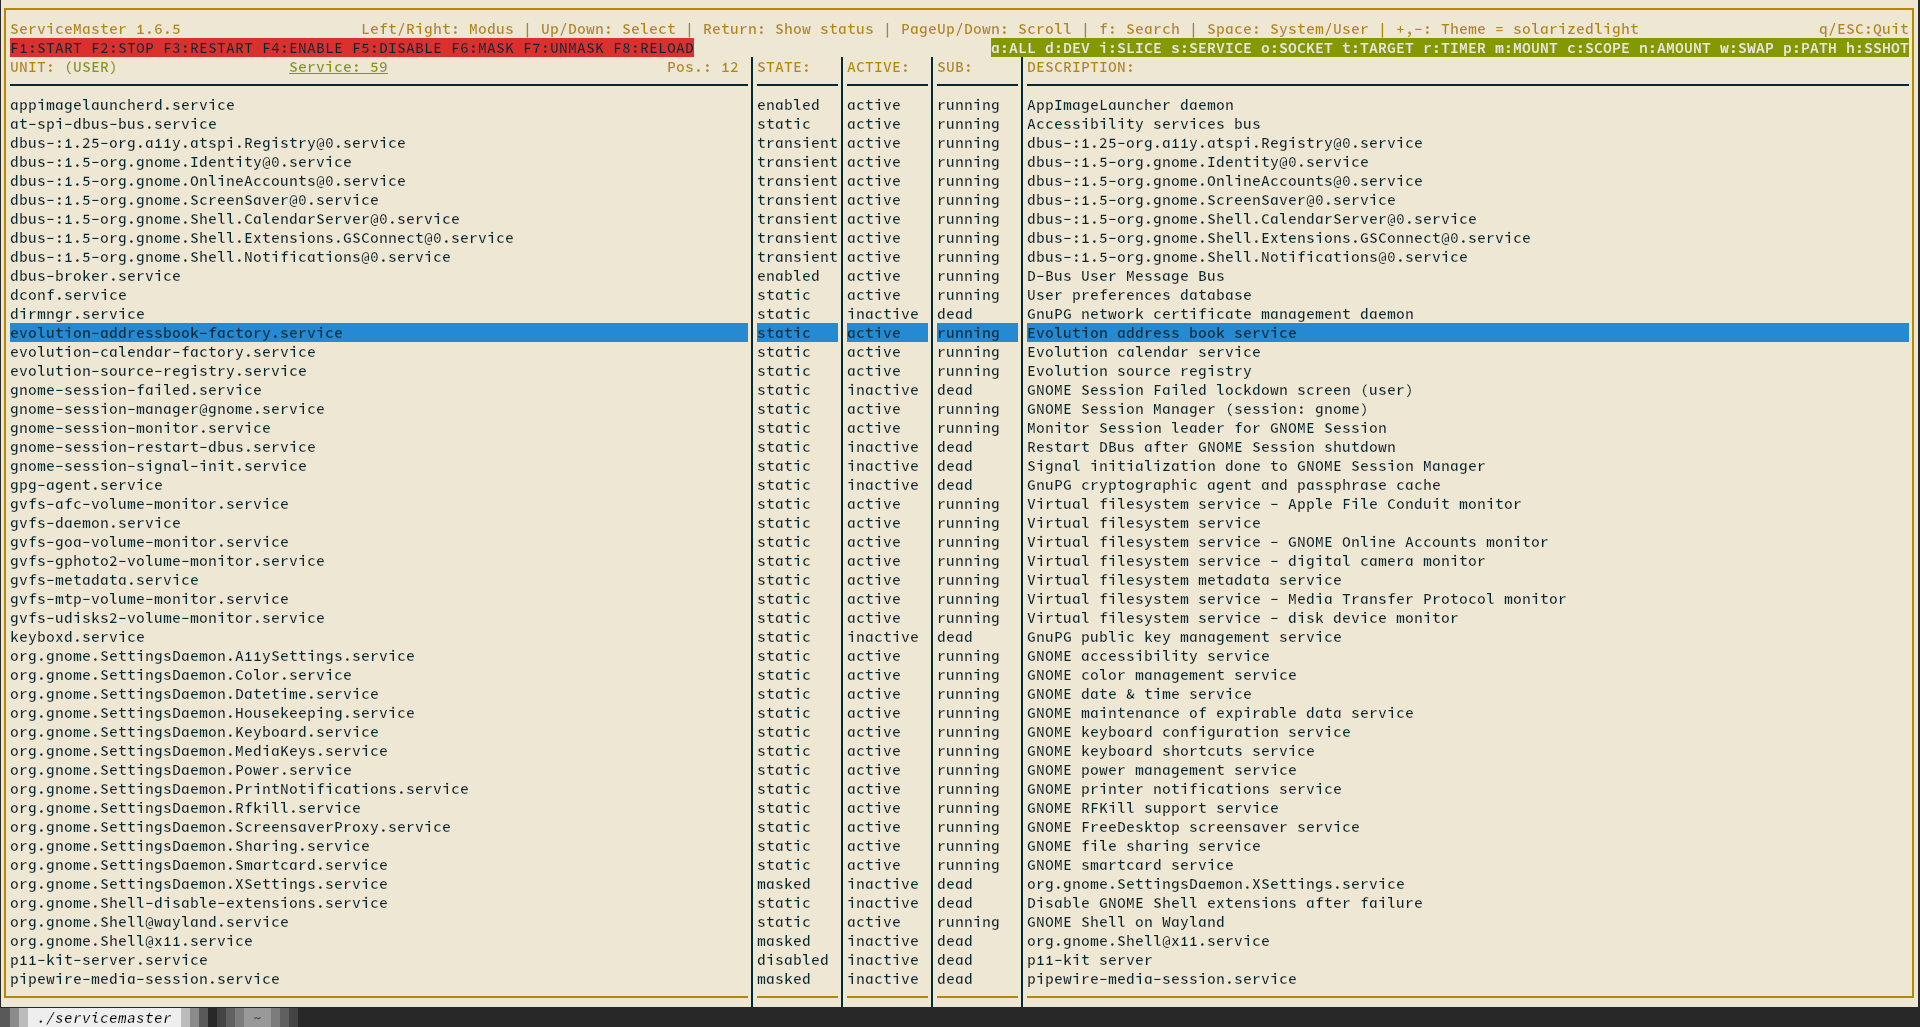 ServiceMaster 1.6.5 Left/Right: Modus | Up/Down: Select | Return: Show status | PageUp/Down: Scroll | f: Search | Space: System/User | +,-: Theme = solarizedlight q/ESC:Quit
F1:START F2:STOP F3:RESTART F4:ENABLE F5:DISABLE F6:MASK F7:UNMASK F8:RELOAD a:ALL d:DEV i:SLICE s:SERVICE o:SOCKET t:TARGET r:TIMER m:MOUNT c:SCOPE n:AMOUNT w:SWAP p:PATH h:SSHOT
UNIT: (USER) Service: 59 Pos.: 12 STATE: ACTIVE: SUB: DESCRIPTION:
appimagelauncherd.service enabled active running AppImageLauncher daemon
at-spi-dbus-bus.service static active running Accessibility services bus
dbus-:1.25-org.a11y.atspi.Registry@0.service transient active running dbus-:1.25-org.a11y.atspi.Registry@0.service
dbus-:1.5-org.gnome.Identity@0.service transient active running dbus-:1.5-org.gnome.Identity@0.service
dbus-:1.5-org.gnome.OnlineAccounts@0.service transient active running dbus-:1.5-org.gnome.OnlineAccounts@0.service
dbus-:1.5-org.gnome.ScreenSaver@0.service transient active running dbus-:1.5-org.gnome.ScreenSaver@0.service
dbus-:1.5-org.gnome.Shell.CalendarServer@0.service transient active running dbus-:1.5-org.gnome.Shell.CalendarServer@0.service
dbus-:1.5-org.gnome.Shell.Extensions.GSConnect@0.service transient active running dbus-:1.5-org.gnome.Shell.Extensions.GSConnect@0.service
dbus-:1.5-org.gnome.Shell.Notifications@0.service transient active running dbus-:1.5-org.gnome.Shell.Notifications@0.service
dbus-broker.service enabled active running D-Bus User Message Bus
dconf.service static active running User preferences database
dirmngr.service static inactive dead GnuPG network certificate management daemon
evolution-addressbook-factory.service static active running Evolution address book service
evolution-calendar-factory.service static active running Evolution calendar service
evolution-source-registry.service static active running Evolution source registry
gnome-session-failed.service static inactive dead GNOME Session Failed lockdown screen (user)
gnome-session-manager@gnome.service static active running GNOME Session Manager (session: gnome)
gnome-session-monitor.service static active running Monitor Session leader for GNOME Session
gnome-session-restart-dbus.service static inactive dead Restart DBus after GNOME Session shutdown
gnome-session-signal-init.service static inactive dead Signal initialization done to GNOME Session Manager
gpg-agent.service static inactive dead GnuPG cryptographic agent and passphrase cache
gvfs-afc-volume-monitor.service static active running Virtual filesystem service - Apple File Conduit monitor
gvfs-daemon.service static active running Virtual filesystem service
gvfs-goa-volume-monitor.service static active running Virtual filesystem service - GNOME Online Accounts monitor
gvfs-gphoto2-volume-monitor.service static active running Virtual filesystem service - digital camera monitor
gvfs-metadata.service static active running Virtual filesystem metadata service
gvfs-mtp-volume-monitor.service static active running Virtual filesystem service - Media Transfer Protocol monitor
gvfs-udisks2-volume-monitor.service static active running Virtual filesystem service - disk device monitor
keyboxd.service static inactive dead GnuPG public key management service
org.gnome.SettingsDaemon.A11ySettings.service static active running GNOME accessibility service
org.gnome.SettingsDaemon.Color.service static active running GNOME color management service
org.gnome.SettingsDaemon.Datetime.service static active running GNOME date & time service
org.gnome.SettingsDaemon.Housekeeping.service static active running GNOME maintenance of expirable data service
org.gnome.SettingsDaemon.Keyboard.service static active running GNOME keyboard configuration service
org.gnome.SettingsDaemon.MediaKeys.service static active running GNOME keyboard shortcuts service
org.gnome.SettingsDaemon.Power.service static active running GNOME power management service
org.gnome.SettingsDaemon.PrintNotifications.service static active running GNOME printer notifications service
org.gnome.SettingsDaemon.Rfkill.service static active running GNOME RFKill support service
org.gnome.SettingsDaemon.ScreensaverProxy.service static active running GNOME FreeDesktop screensaver service
org.gnome.SettingsDaemon.Sharing.service static active running GNOME file sharing service
org.gnome.SettingsDaemon.Smartcard.service static active running GNOME smartcard service
org.gnome.SettingsDaemon.XSettings.service masked inactive dead org.gnome.SettingsDaemon.XSettings.service
org.gnome.Shell-disable-extensions.service static inactive dead Disable GNOME Shell extensions after failure
org.gnome.Shell@wayland.service static active running GNOME Shell on Wayland
org.gnome.Shell@x11.service masked inactive dead org.gnome.Shell@x11.service
p11-kit-server.service disabled inactive dead p11-kit server
pipewire-media-session.service masked inactive dead pipewire-media-session.service
./servicemaster ~